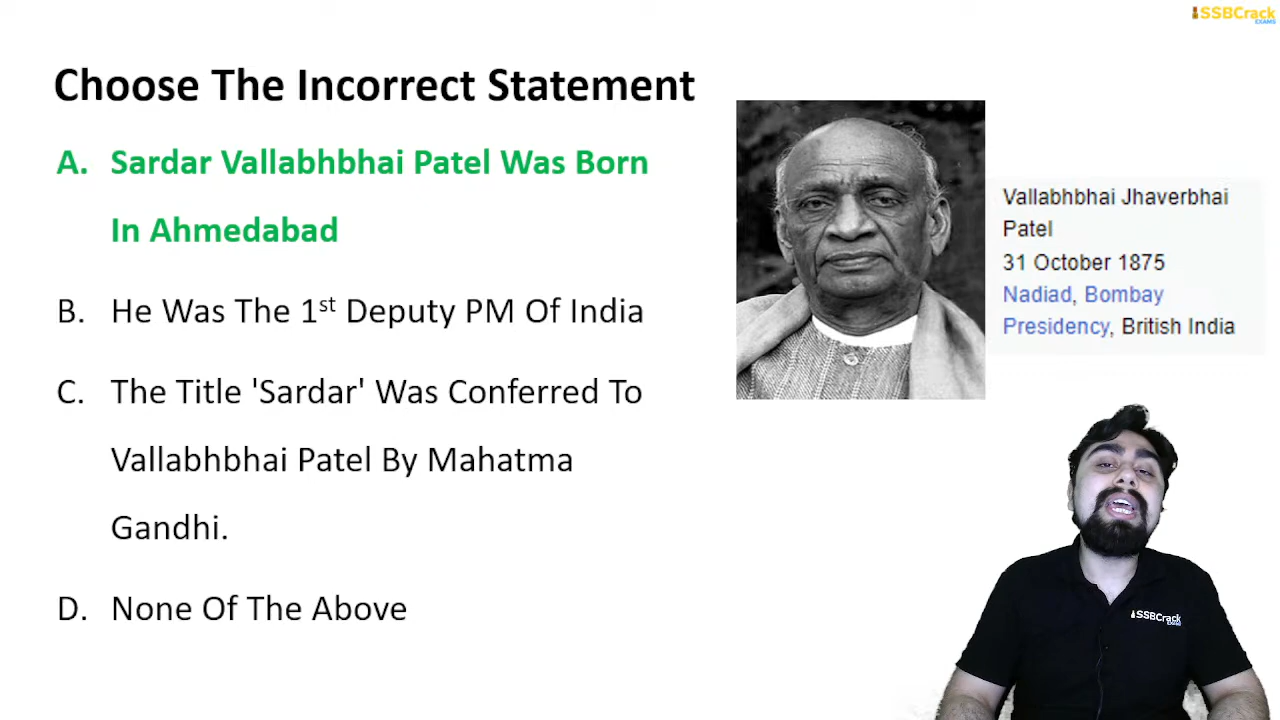 SSBCrack
EXAMS
Choose The Incorrect Statement
A. Sardar Vallabhbhai Patel Was Born
In Ahmedabad
B. He Was The 1st Deputy PM Of India
C. The Title 'Sardar' Was Conferred To
Vallabhbhai Patel By Mahatma
Gandhi.
D. None Of The Above
Vallabhbhai Jhaverbhai
Patel
31 October 1875
Nadiad, Bombay
Presidency, British India
SSBCrack
EXAMS